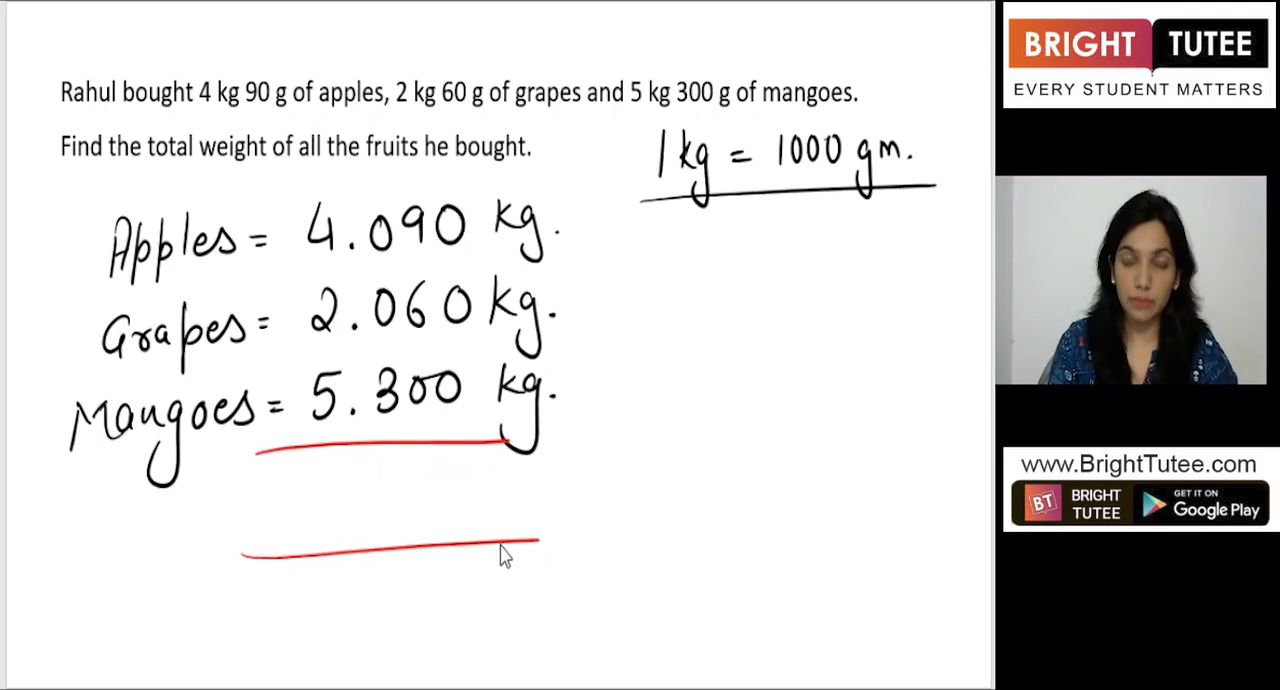 Rahul bought 4 kg 90 g of apples, 2 kg 60 g of grapes and 5 kg 300 g of mangoes.
Find the total weight of all the fruits he bought.
1 kg = 1000 gm.
Apples = 4.090 kg.
Grapes = 2.060 kg.
Mangoes = 5.300 kg.
BRIGHT TUTEE
EVERY STUDENT MATTERS
www.BrightTutee.com
BT BRIGHT TUTEE
GET IT ON Google Play